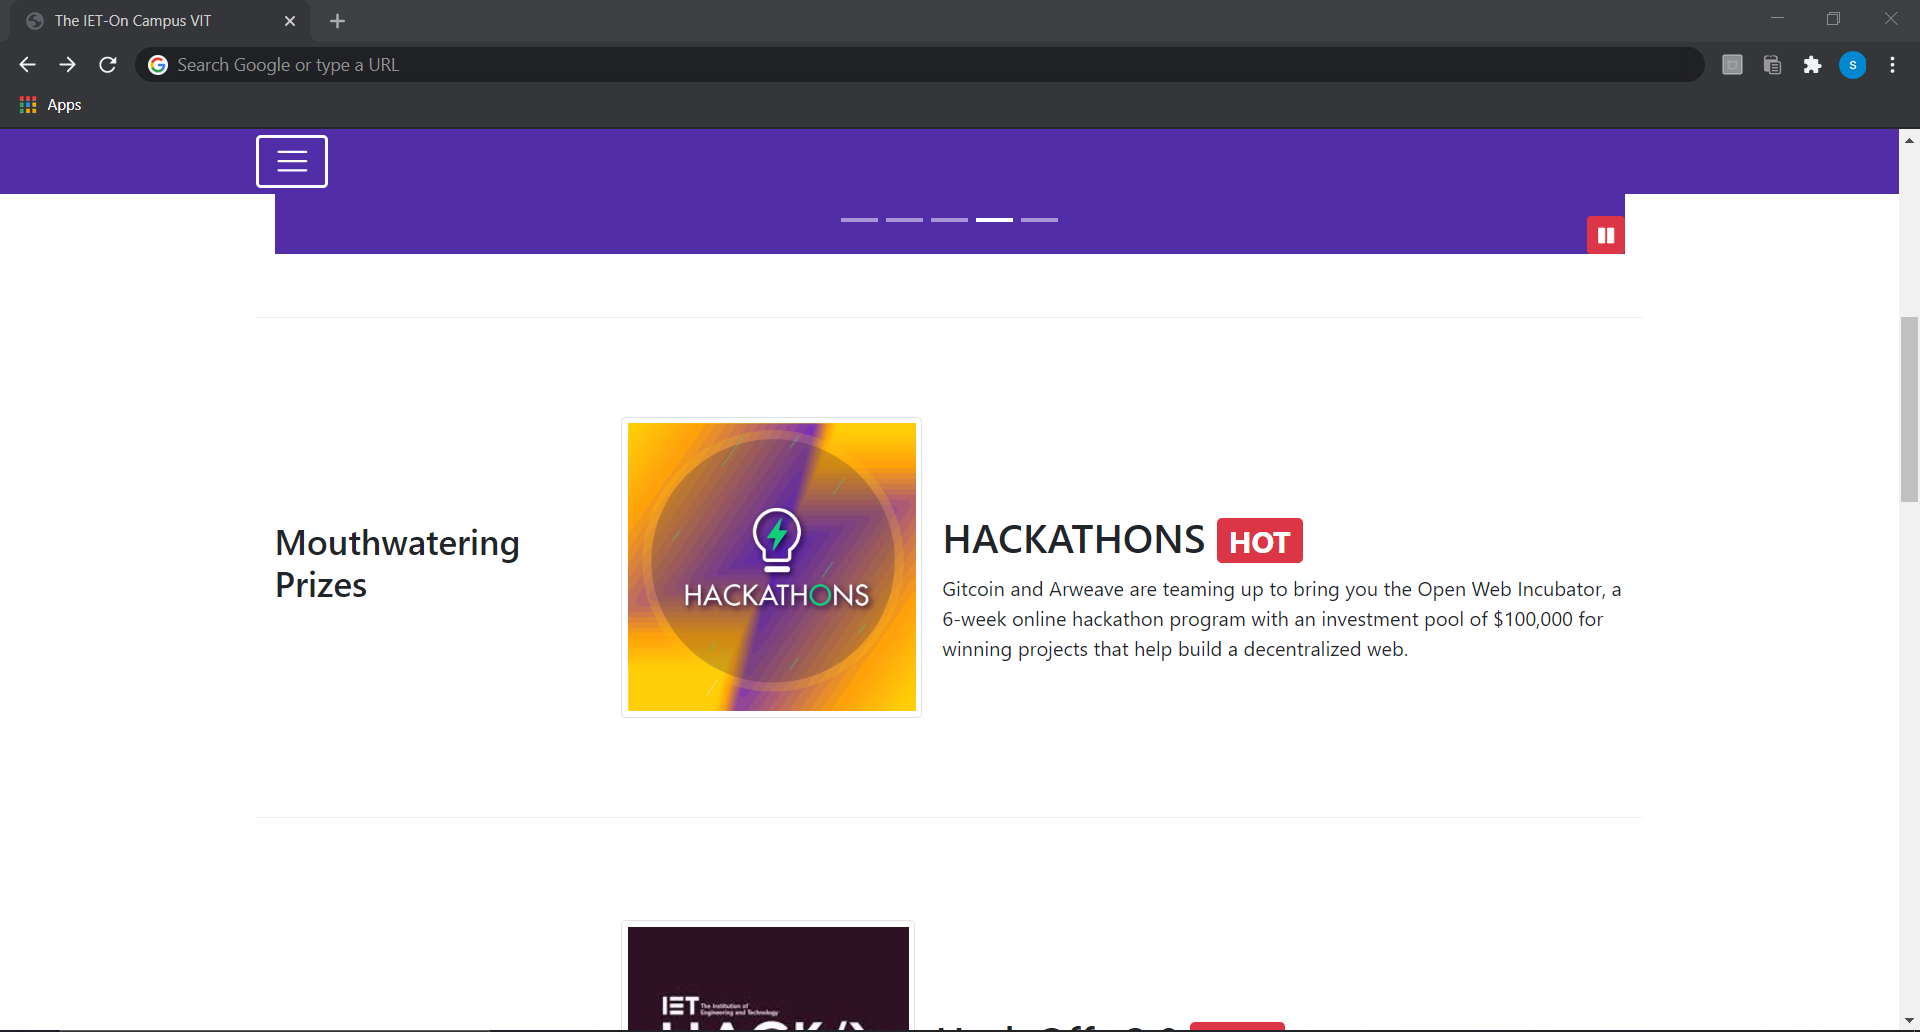 The IET-On Campus VIT
Search Google or type a URL
S
Apps
Mouthwatering
Prizes
HACKATHONS
HACKATHONS HOT
Gitcoin and Arweave are teaming up to bring you the Open Web Incubator, a
6-week online hackathon program with an investment pool of $100,000 for
winning projects that help build a decentralized web.
IET The Institution of
Engineering and Technology